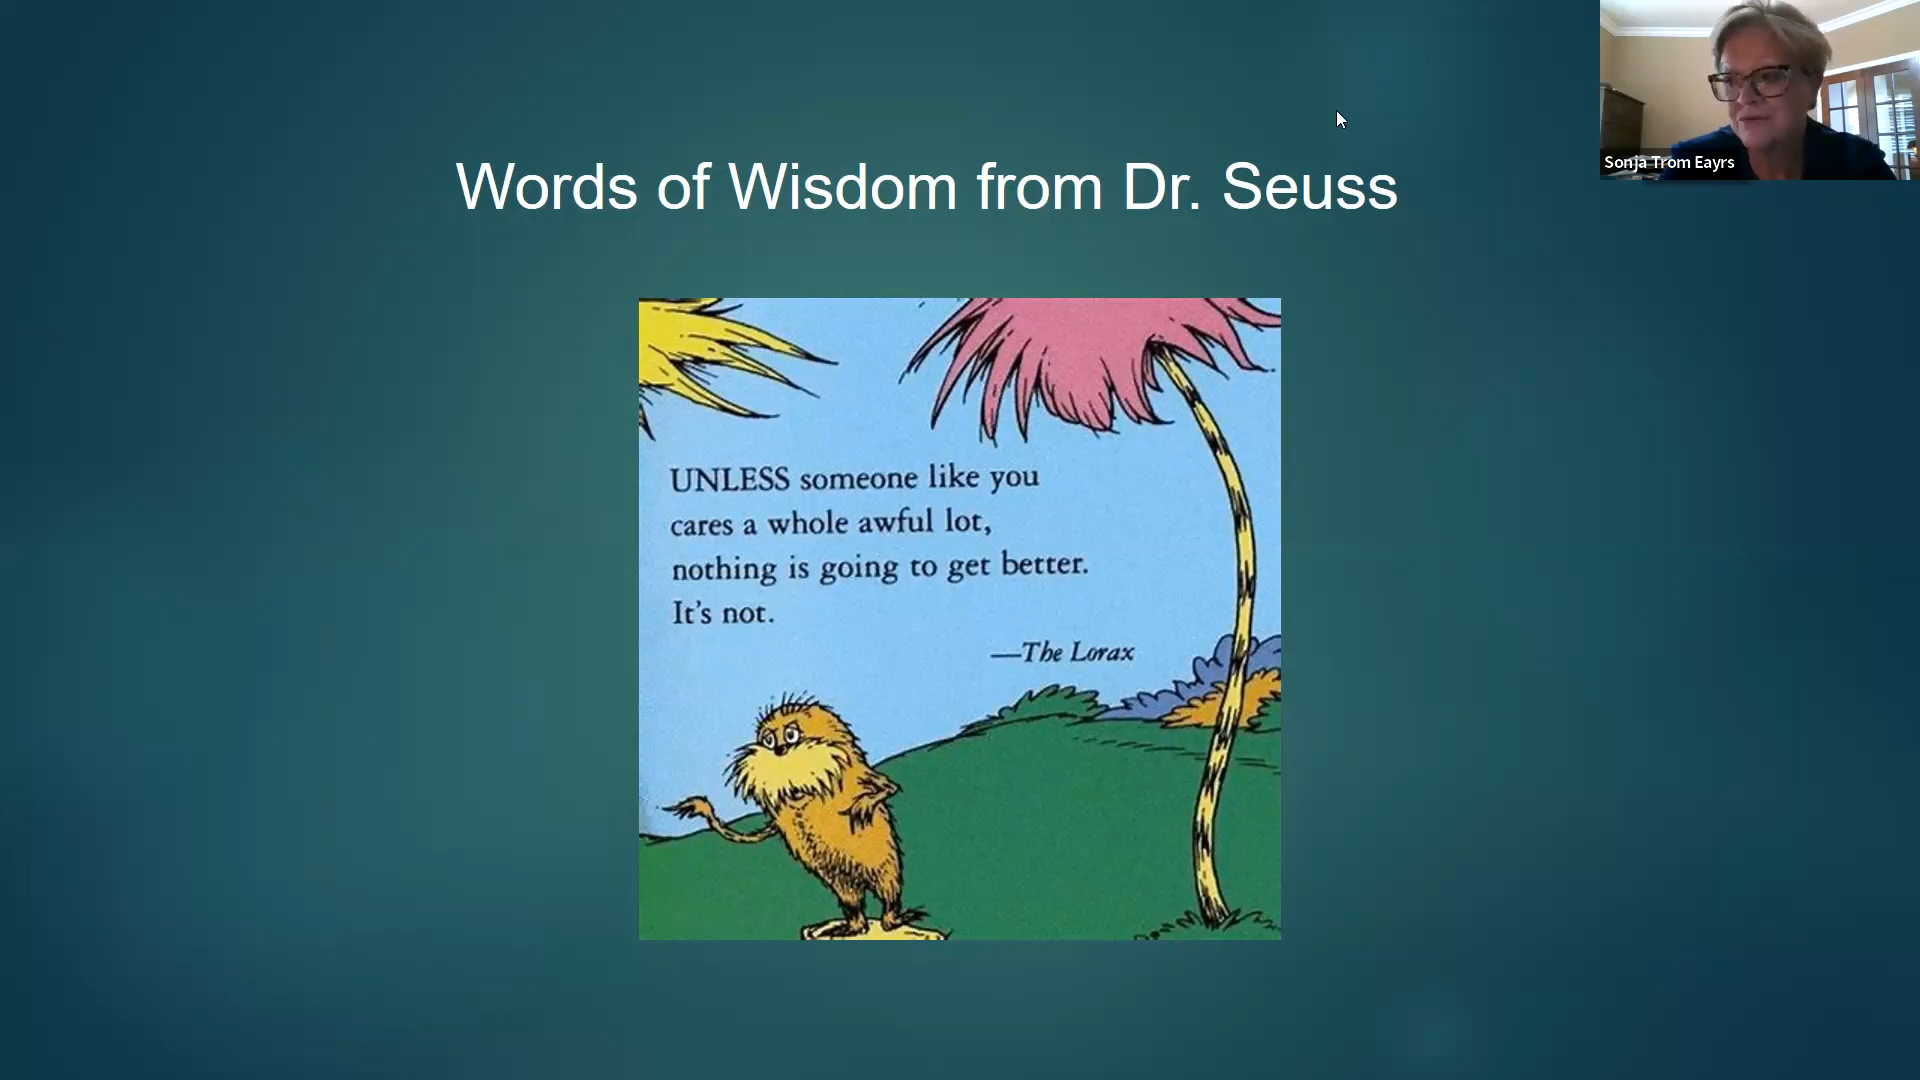 Sonja Trom Eayrs
Words of Wisdom from Dr. Seuss
UNLESS someone like you
cares a whole awful lot,
nothing is going to get better.
It's not.
—The Lorax